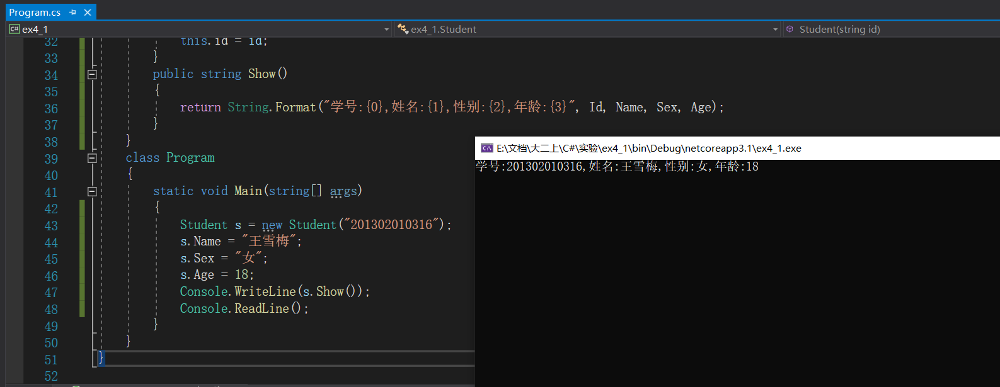 Program.cs
C# ex4_1
ex4_1.Student
Student(string id)
32 this.id = id;
33 }
34 public string Show()
35 {
36 return String.Format("学号:{0},姓名:{1},性别:{2},年龄:{3}", Id, Name, Sex, Age);
37 }
38 }
39 class Program
40 {
41 static void Main(string[] args)
42 {
43 Student s = new Student("201302010316");
44 s.Name = "王雪梅";
45 s.Sex = "女";
46 s.Age = 18;
47 Console.WriteLine(s.Show());
48 Console.ReadLine();
49 }
50 }
51 }
52
C:\ E:\文档\大二上\C#\实验\ex4_1\bin\Debug\netcoreapp3.1\ex4_1.exe
学号:201302010316,姓名:王雪梅,性别:女,年龄:18